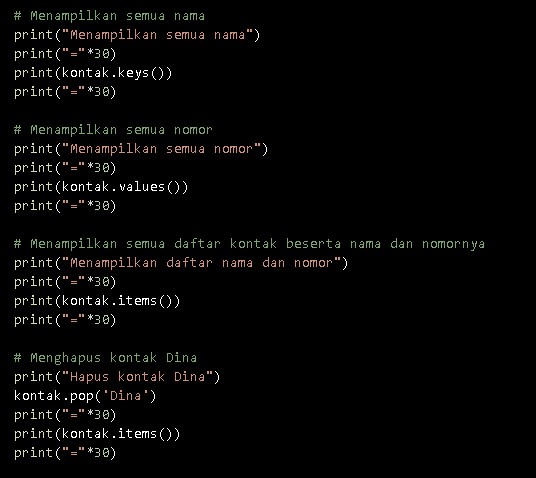 # Menampilkan semua nama
print("Menampilkan semua nama")
print("="*30)
print(kontak.keys())
print("="*30)

# Menampilkan semua nomor
print("Menampilkan semua nomor")
print("="*30)
print(kontak.values())
print("="*30)

# Menampilkan semua daftar kontak beserta nama dan nomornya
print("Menampilkan daftar nama dan nomor")
print("="*30)
print(kontak.items())
print("="*30)

# Menghapus kontak Dina
print("Hapus kontak Dina")
kontak.pop('Dina')
print("="*30)
print(kontak.items())
print("="*30)